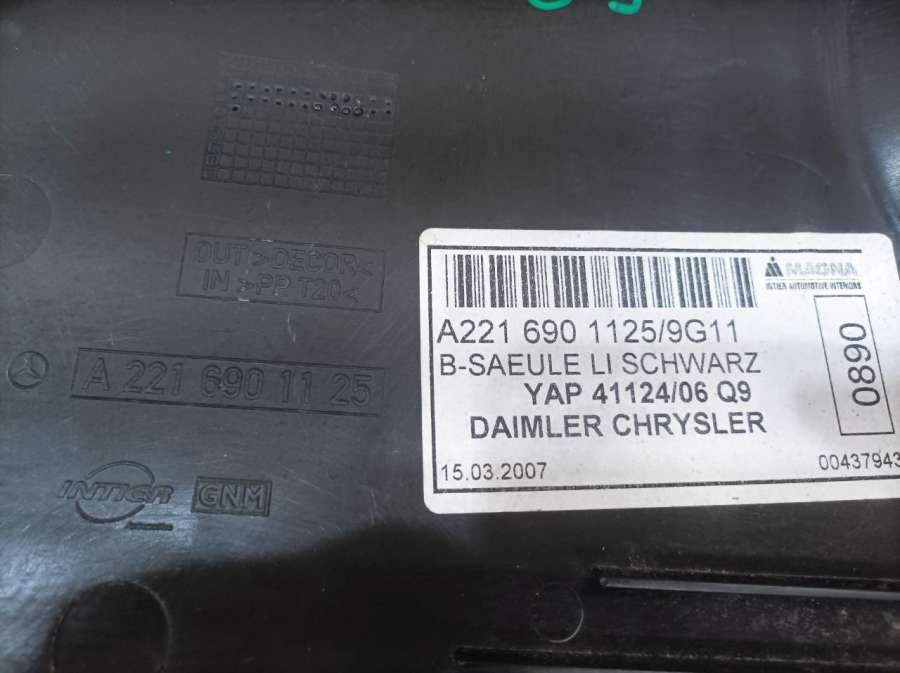 OUT >DECOR<
IN >PP T20<
A 221 690 11 25
INTIER
Automotive
GNM
MAGNA
INTIER AUTOMOTIVE INTERIORS
A221 690 1125/9G11
B-SAEULE LI SCHWARZ
YAP 41124/06 Q9
DAIMLER CHRYSLER
15.03.2007
00437943
0890